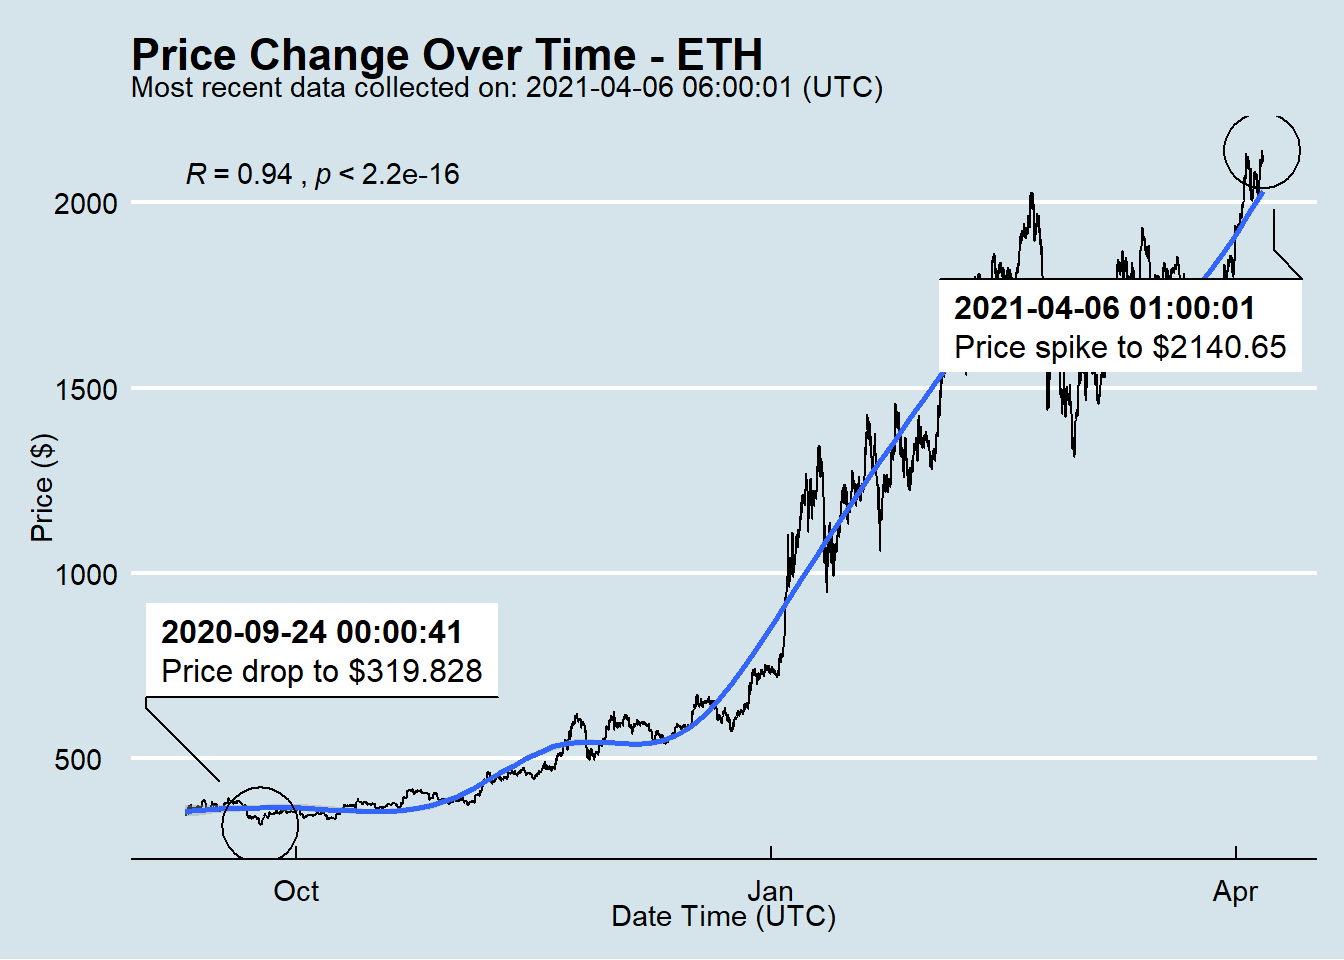 Price Change Over Time - ETH
Most recent data collected on: 2021-04-06 06:00:01 (UTC)
R = 0.94 , p < 2.2e-16
2000
1500
1000
500
Price ($)
2021-04-06 01:00:01
Price spike to $2140.65
2020-09-24 00:00:41
Price drop to $319.828
Oct
Jan
Apr
Date Time (UTC)